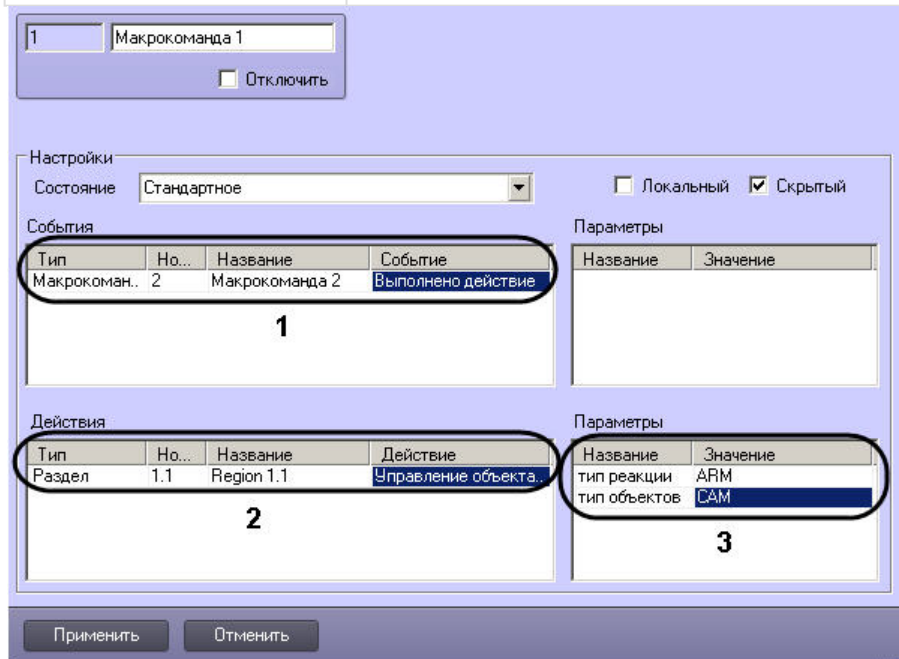 1 Макрокоманда 1
Отключить
Настройки
Состояние Стандартное Локальный Скрытый
События Параметры
Тип Но... Название Событие Название Значение
Макрокоман.. 2 Макрокоманда 2 Выполнено действие
1
Действия Параметры
Тип Но... Название Действие Название Значение
Раздел 1.1 Region 1.1 Управление объекта... тип реакции ARM
тип объектов CAM
2
3
Применить Отменить